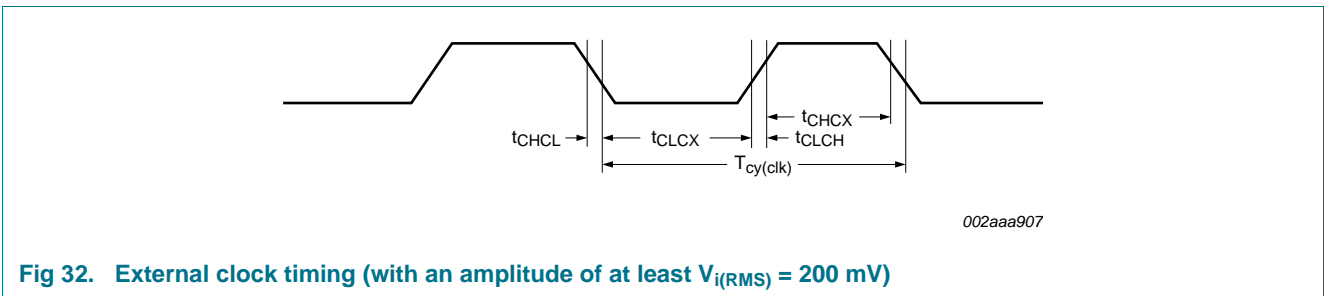 tCHCX
tCHCL
tCLCX
tCLCH
Tcy(clk)
002aaa907
Fig 32. External clock timing (with an amplitude of at least Vi(RMS) = 200 mV)